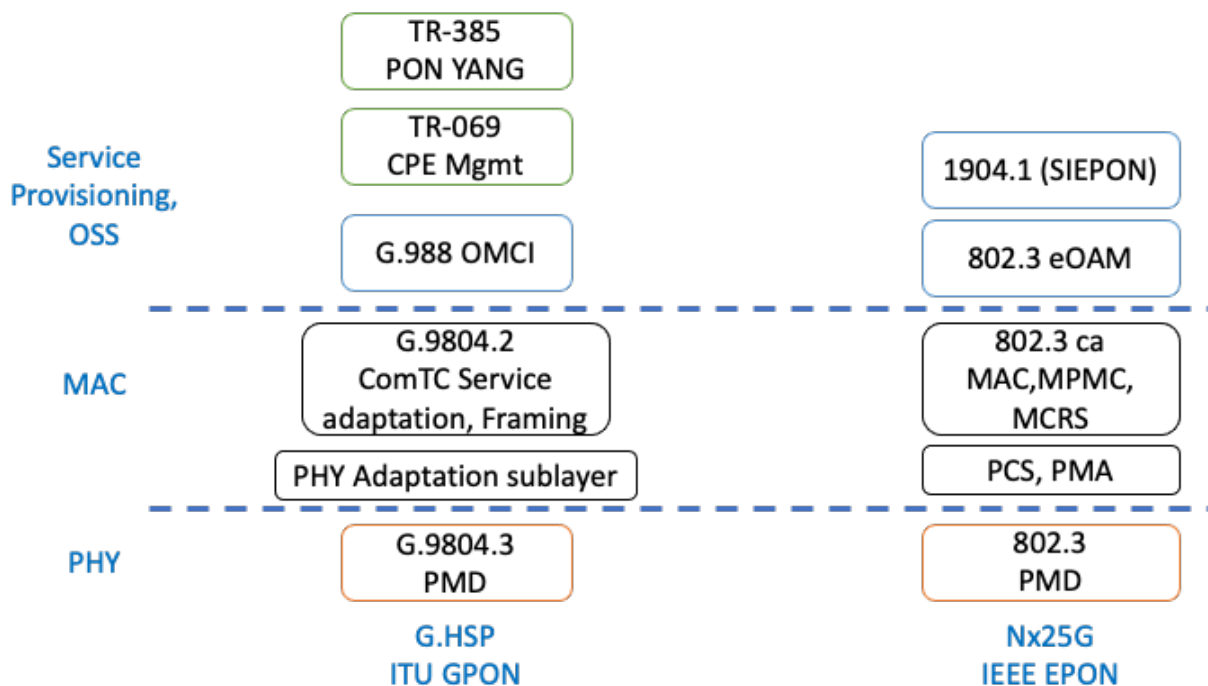 TR-385
PON YANG
TR-069
CPE Mgmt
Service
Provisioning,
OSS
1904.1 (SIEPON)
G.988 OMCI
802.3 eOAM
MAC
G.9804.2
ComTC Service
adaptation, Framing
802.3 ca
MAC,MPMC,
MCRS
PHY Adaptation sublayer
PCS, PMA
PHY
G.9804.3
PMD
802.3
PMD
G.HSP
ITU GPON
Nx25G
IEEE EPON